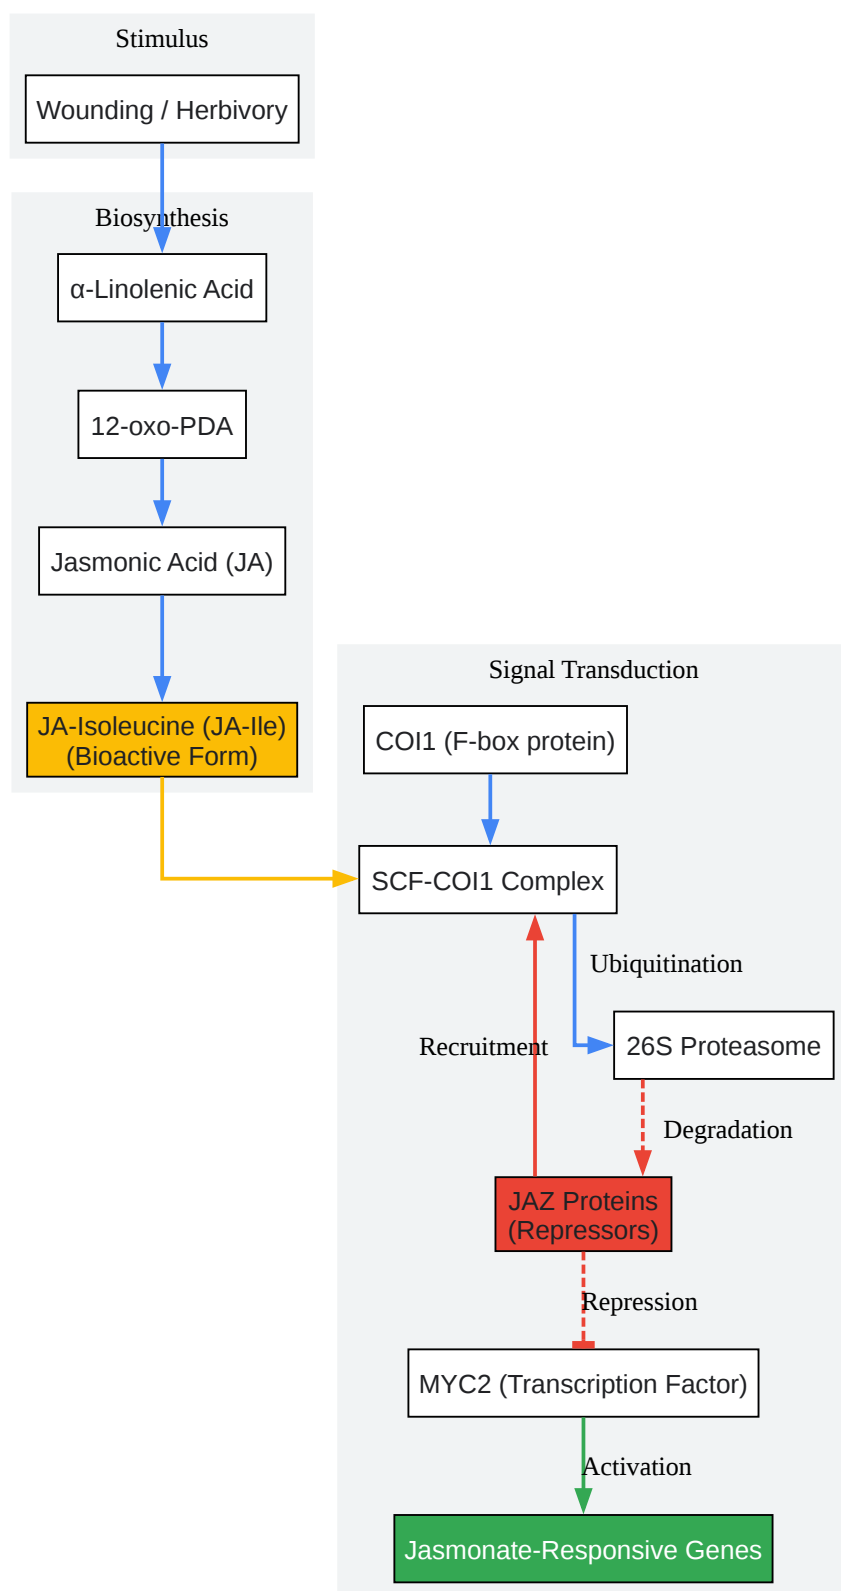 Stimulus
Wounding / Herbivory
Biosynthesis
α-Linolenic Acid
12-oxo-PDA
Jasmonic Acid (JA)
JA-Isoleucine (JA-Ile)
(Bioactive Form)
Signal Transduction
COI1 (F-box protein)
SCF-COI1 Complex
Ubiquitination
Recruitment
26S Proteasome
Degradation
JAZ Proteins
(Repressors)
Repression
MYC2 (Transcription Factor)
Activation
Jasmonate-Responsive Genes